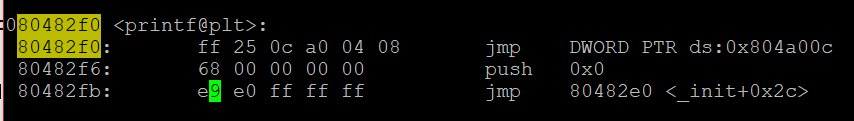 080482f0 <printf@plt>:
80482f0: ff 25 0c a0 04 08 jmp DWORD PTR ds:0x804a00c
80482f6: 68 00 00 00 00 push 0x0
80482fb: e9 e0 ff ff ff jmp 80482e0 <_init+0x2c>